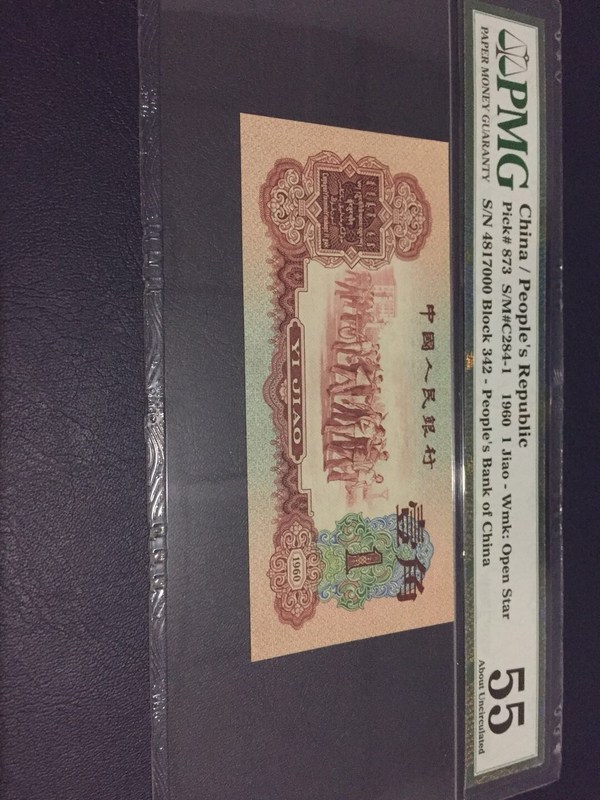 PMG
PAPER MONEY GUARANTY
China / People's Republic
Pick# 873 S/M#C284-1 1960 1 Jiao - Wmk: Open Star
S/N 4817000 Block 342 - People's Bank of China
55
About Uncirculated
中國人民銀行
壹角
1
YI JIAO
1960